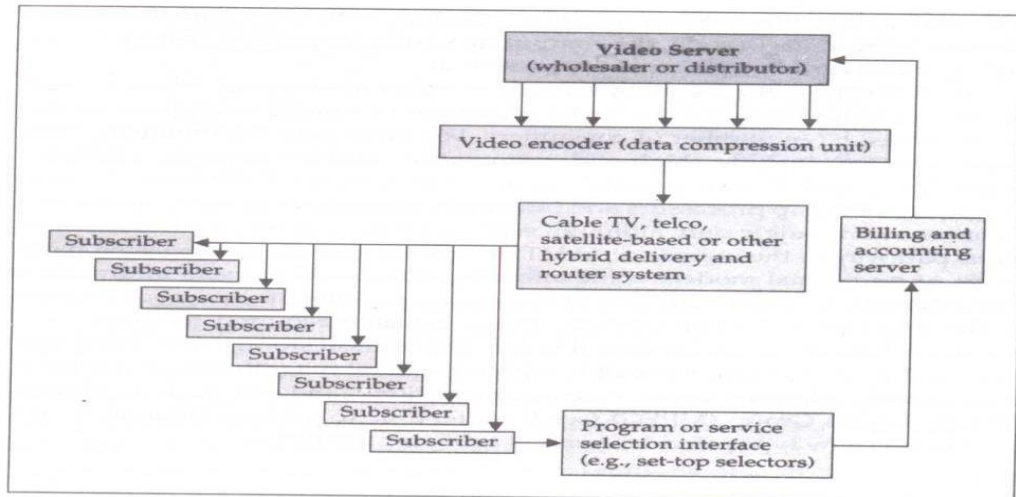 Video Server
(wholesaler or distributor)
Video encoder (data compression unit)
Cable TV, telco,
satellite-based or other
hybrid delivery and
router system
Billing and
accounting
server
Subscriber
Subscriber
Subscriber
Subscriber
Subscriber
Subscriber
Subscriber
Subscriber
Program or service
selection interface
(e.g., set-top selectors)